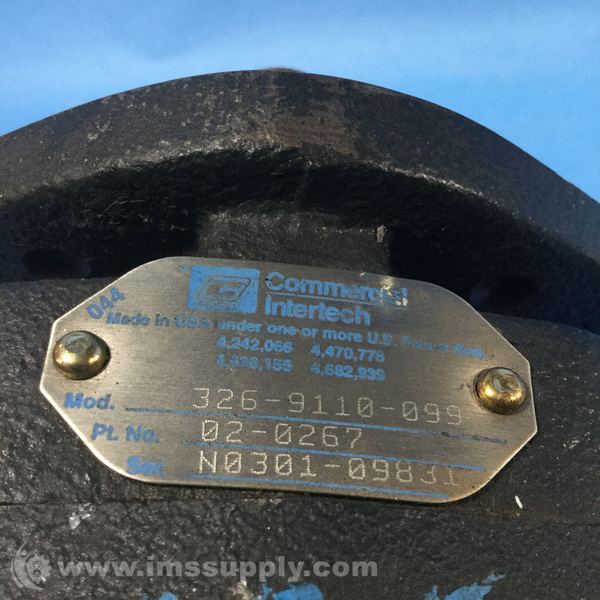 044
Commercial
Intertech
Made in USA under one or more U.S. Patent Nos.
4,242,066 4,470,776
4,336,155 4,682,939
Mod. 326-9110-099
Pt. No. 02-0267
Ser. N0301-09831
www.imssupply.com